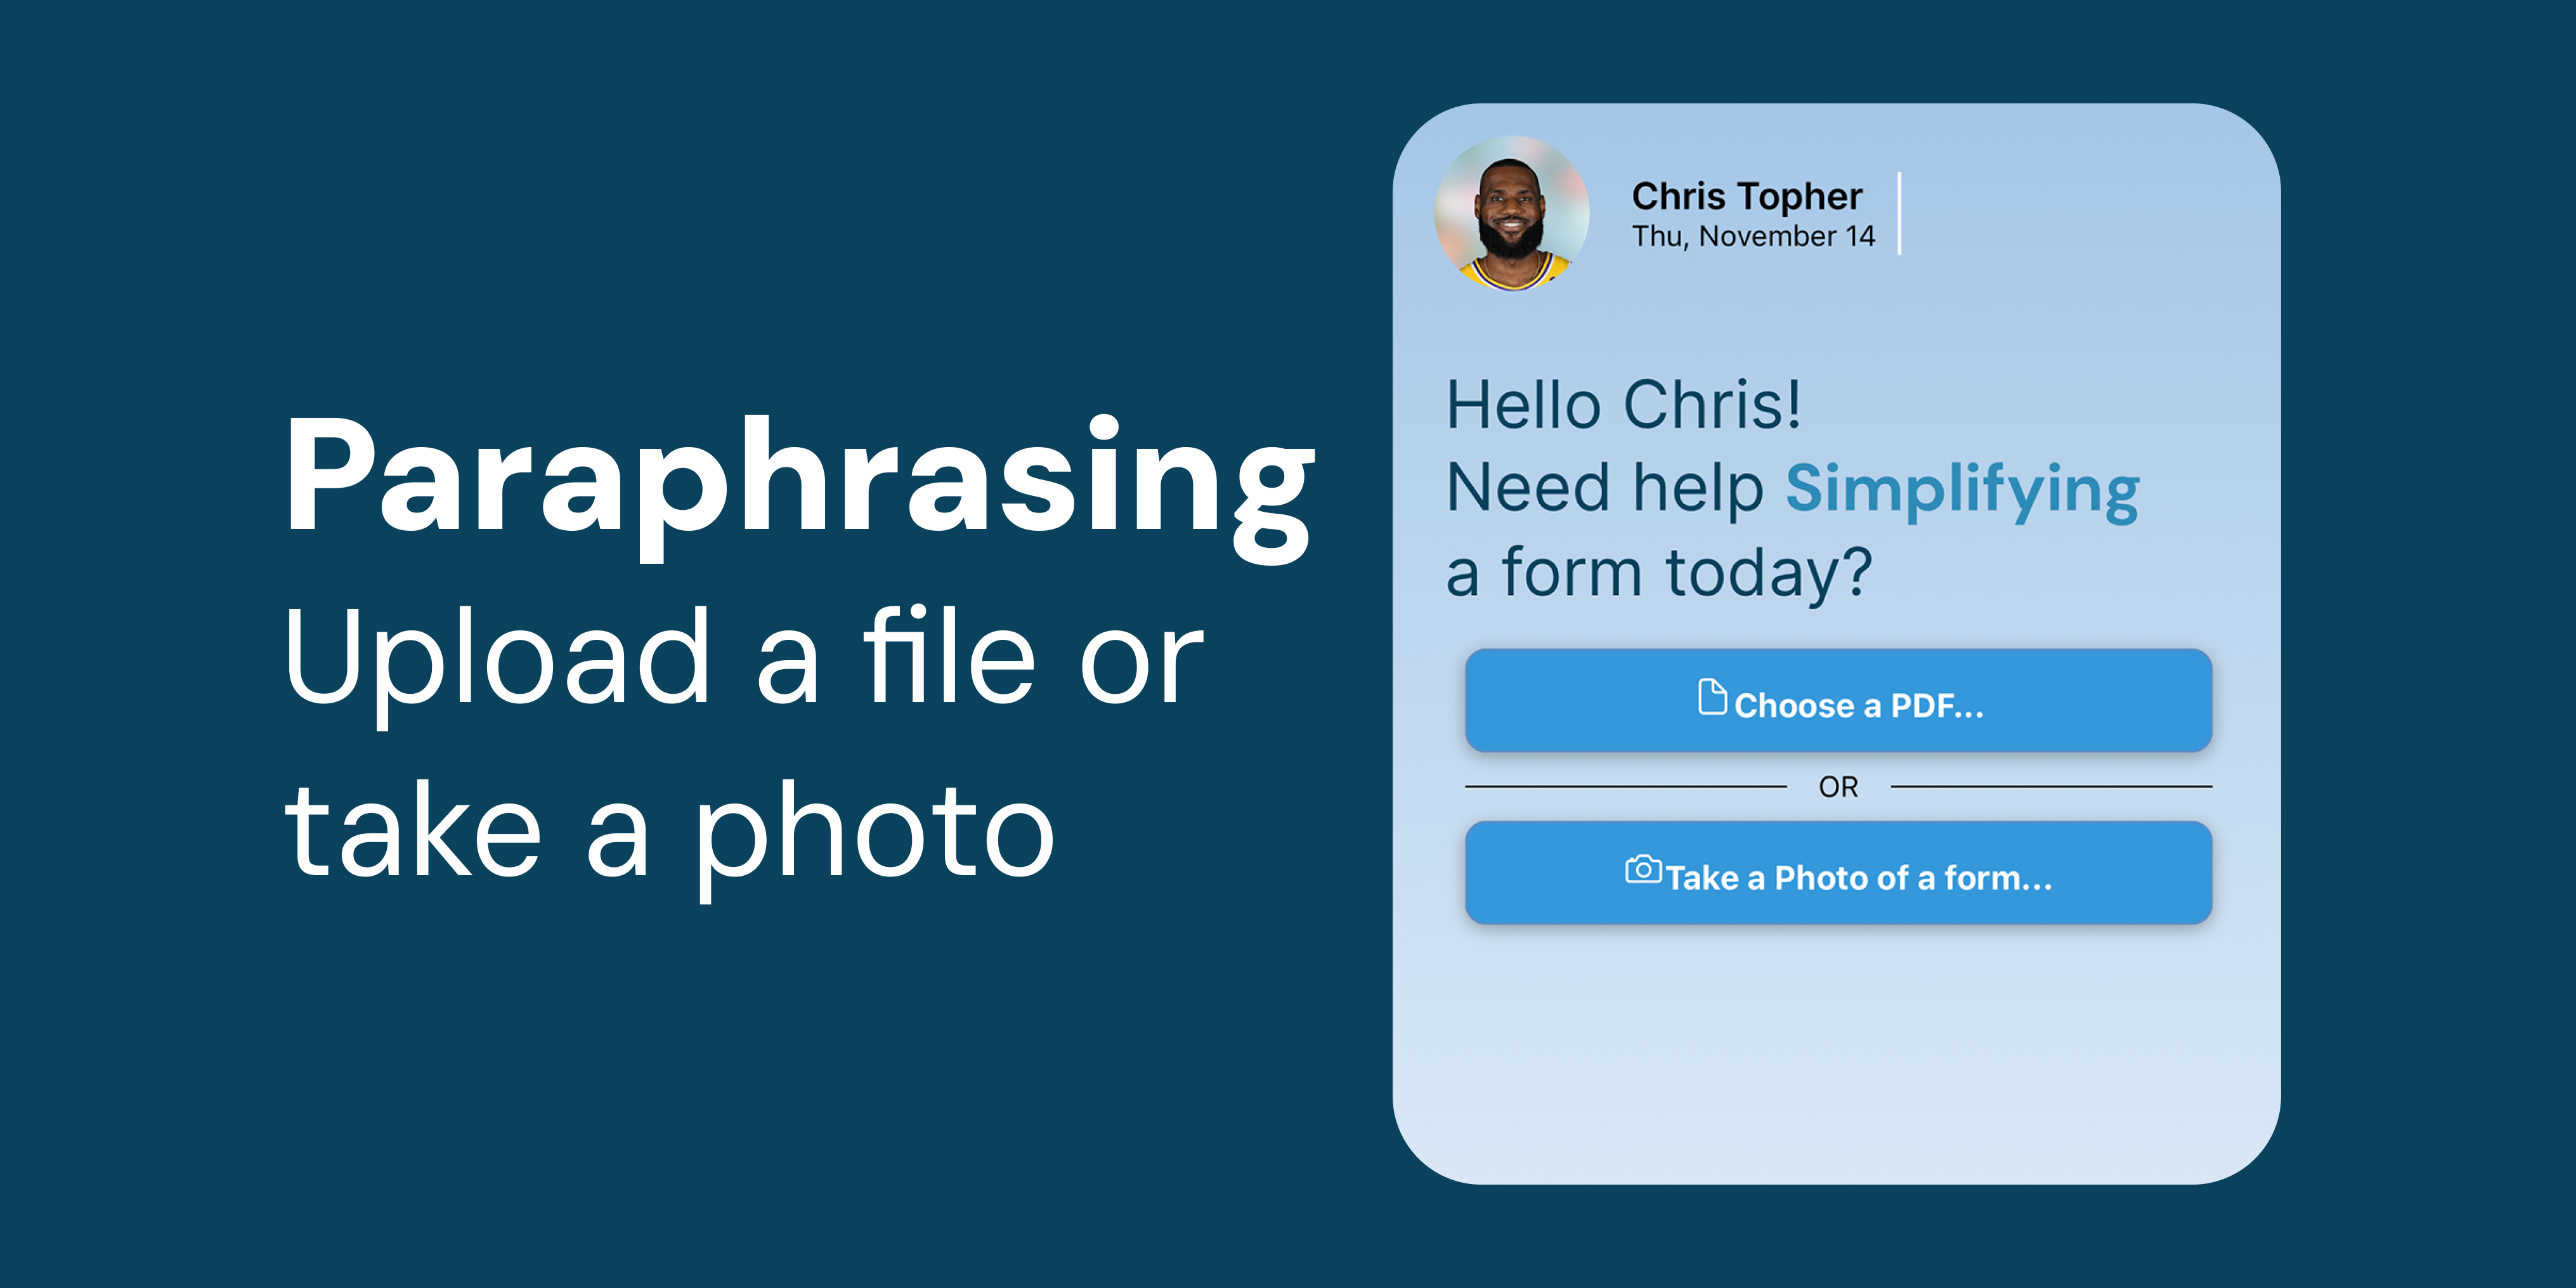 Paraphrasing
Upload a file or
take a photo
Chris Topher
Thu, November 14
Hello Chris!
Need help Simplifying
a form today?
Choose a PDF...
OR
Take a Photo of a form...